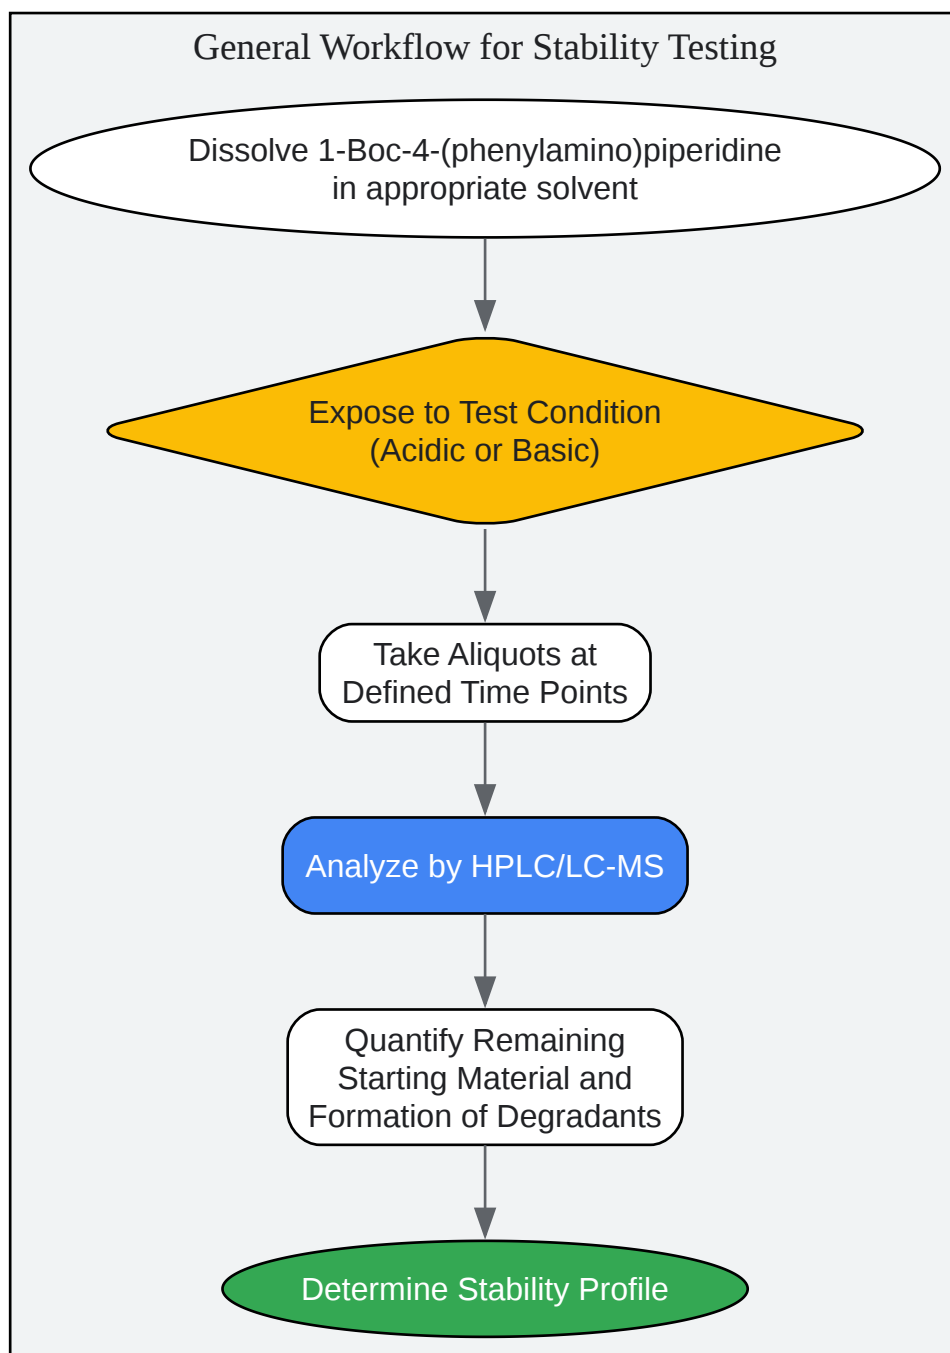 General Workflow for Stability Testing
Dissolve 1-Boc-4-(phenylamino)piperidine
in appropriate solvent
Expose to Test Condition
(Acidic or Basic)
Take Aliquots at
Defined Time Points
Analyze by HPLC/LC-MS
Quantify Remaining
Starting Material and
Formation of Degradants
Determine Stability Profile